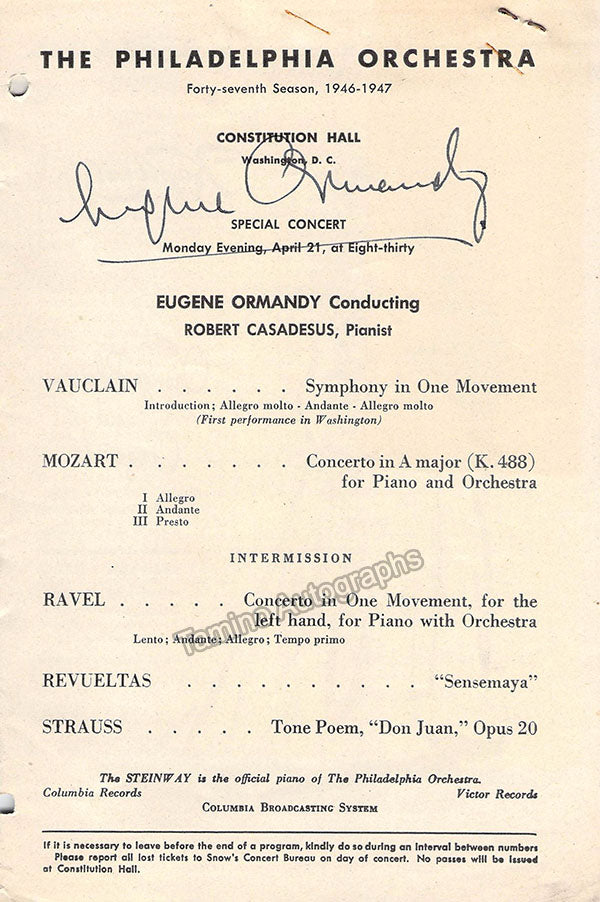 THE PHILADELPHIA ORCHESTRA
Forty-seventh Season, 1946-1947
CONSTITUTION HALL
Washington, D. C.
Eugene Ormandy
SPECIAL CONCERT
Monday Evening, April 21, at Eight-thirty
EUGENE ORMANDY Conducting
ROBERT CASADESUS, Pianist
VAUCLAIN . . . . . . Symphony in One Movement
Introduction; Allegro molto - Andante - Allegro molto
(First performance in Washington)
MOZART . . . . . . . Concerto in A major (K. 488)
for Piano and Orchestra
I Allegro
II Andante
III Presto
INTERMISSION
RAVEL . . . . . Concerto in One Movement, for the
left hand, for Piano with Orchestra
Lento; Andante; Allegro; Tempo primo
Tamino Autographs
REVUELTAS . . . . . . . . . . "Sensemaya"
STRAUSS . . . . . Tone Poem, "Don Juan," Opus 20
The STEINWAY is the official piano of The Philadelphia Orchestra.
Columbia Records Victor Records
COLUMBIA BROADCASTING SYSTEM
If it is necessary to leave before the end of a program, kindly do so during an interval between numbers
Please report all lost tickets to Snow's Concert Bureau on day of concert. No passes will be issued
at Constitution Hall.